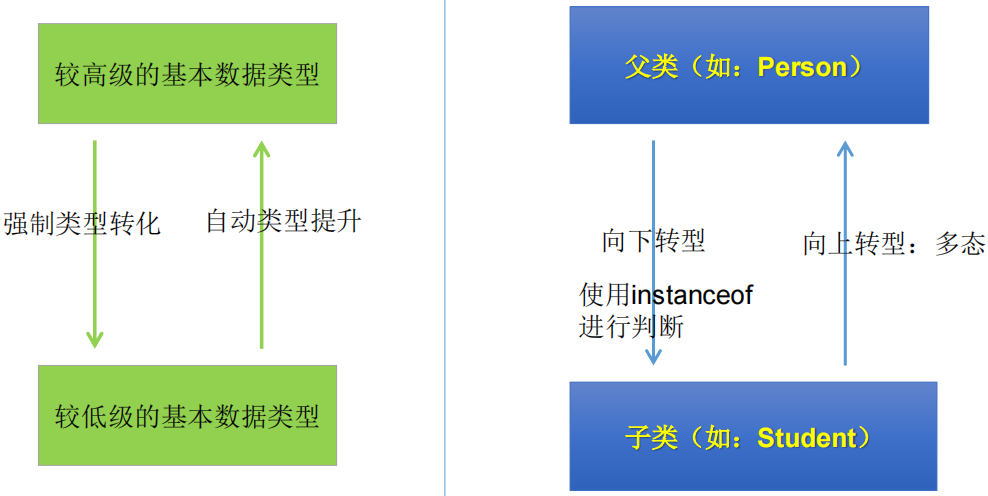 较高级的基本数据类型
强制类型转化
自动类型提升
较低级的基本数据类型
父类（如：Person）
向下转型
使用instanceof
进行判断
向上转型：多态
子类（如：Student）